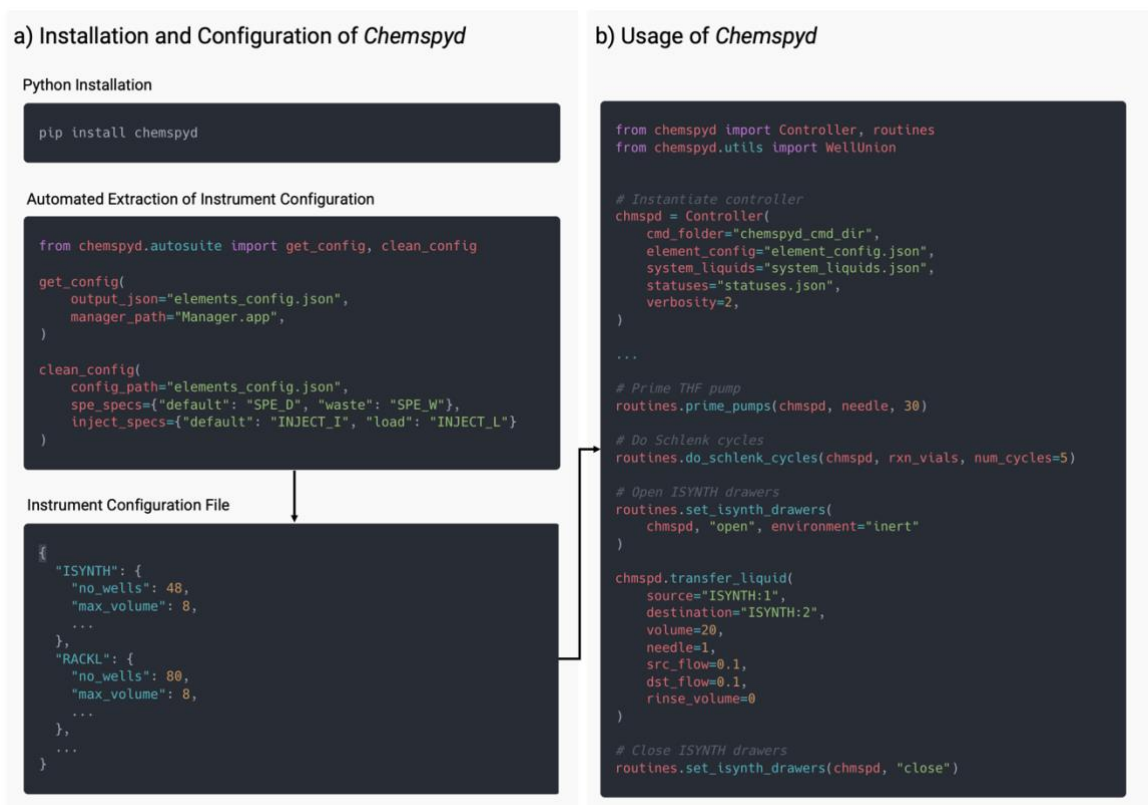 a) Installation and Configuration of Chemspyd
Python Installation
pip install chemspyd
Automated Extraction of Instrument Configuration
from chemspyd.autosuite import get_config, clean_config
get_config(
output_json="elements_config.json",
manager_path="Manager.app",
)
clean_config(
config_path="elements_config.json",
spe_specs={"default": "SPE_D", "waste": "SPE_W"},
inject_specs={"default": "INJECT_I", "load": "INJECT_L"}
)
Instrument Configuration File
{
"ISYNTH": {
"no_wells": 48,
"max_volume": 8,
...
},
"RACKL": {
"no_wells": 80,
"max_volume": 8,
...
},
...
}
b) Usage of Chemspyd
from chemspyd import Controller, routines
from chemspyd.utils import WellUnion
# Instantiate controller
chmspd = Controller(
cmd_folder="chemspyd_cmd_dir",
element_config="element_config.json",
system_liquids="system_liquids.json",
statuses="statuses.json",
verbosity=2,
)
...
# Prime THF pump
routines.prime_pumps(chmspd, needle, 30)
# Do Schlenk cycles
routines.do_schlenk_cycles(chmspd, rxn_vials, num_cycles=5)
# Open ISYNTH drawers
routines.set_isynth_drawers(
chmspd, "open", environment="inert"
)
chmspd.transfer_liquid(
source="ISYNTH:1",
destination="ISYNTH:2",
volume=20,
needle=1,
src_flow=0.1,
dst_flow=0.1,
rinse_volume=0
)
# Close ISYNTH drawers
routines.set_isynth_drawers(chmspd, "close")